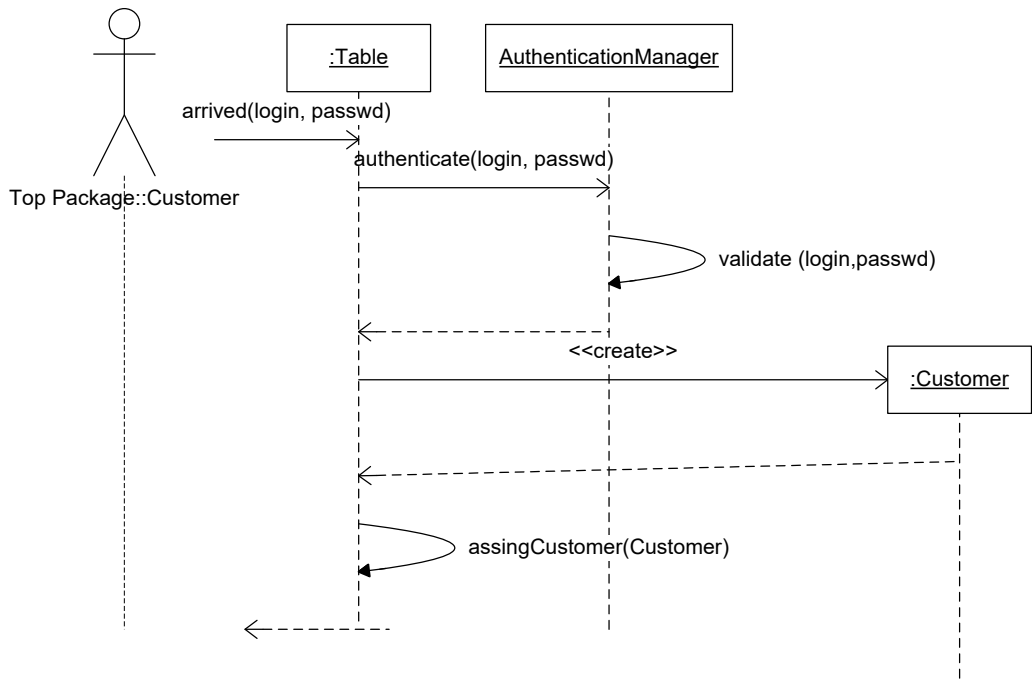 :Table
AuthenticationManager
arrived(login, passwd)
authenticate(login, passwd)
Top Package::Customer
validate (login,passwd)
<<create>>
:Customer
assingCustomer(Customer)